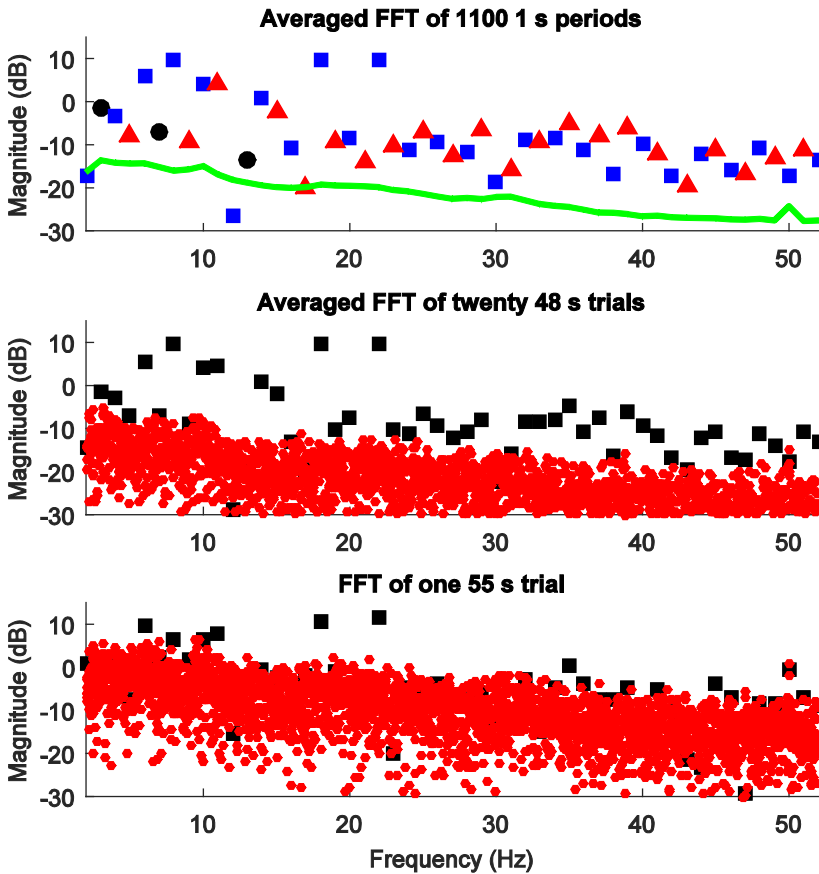 Averaged FFT of 1100 1 s periods
Magnitude (dB)
10
0
-10
-20
-30
10 20 30 40 50
Averaged FFT of twenty 48 s trials
Magnitude (dB)
10
0
-10
-20
-30
10 20 30 40 50
FFT of one 55 s trial
Magnitude (dB)
10
0
-10
-20
-30
10 20 30 40 50
Frequency (Hz)